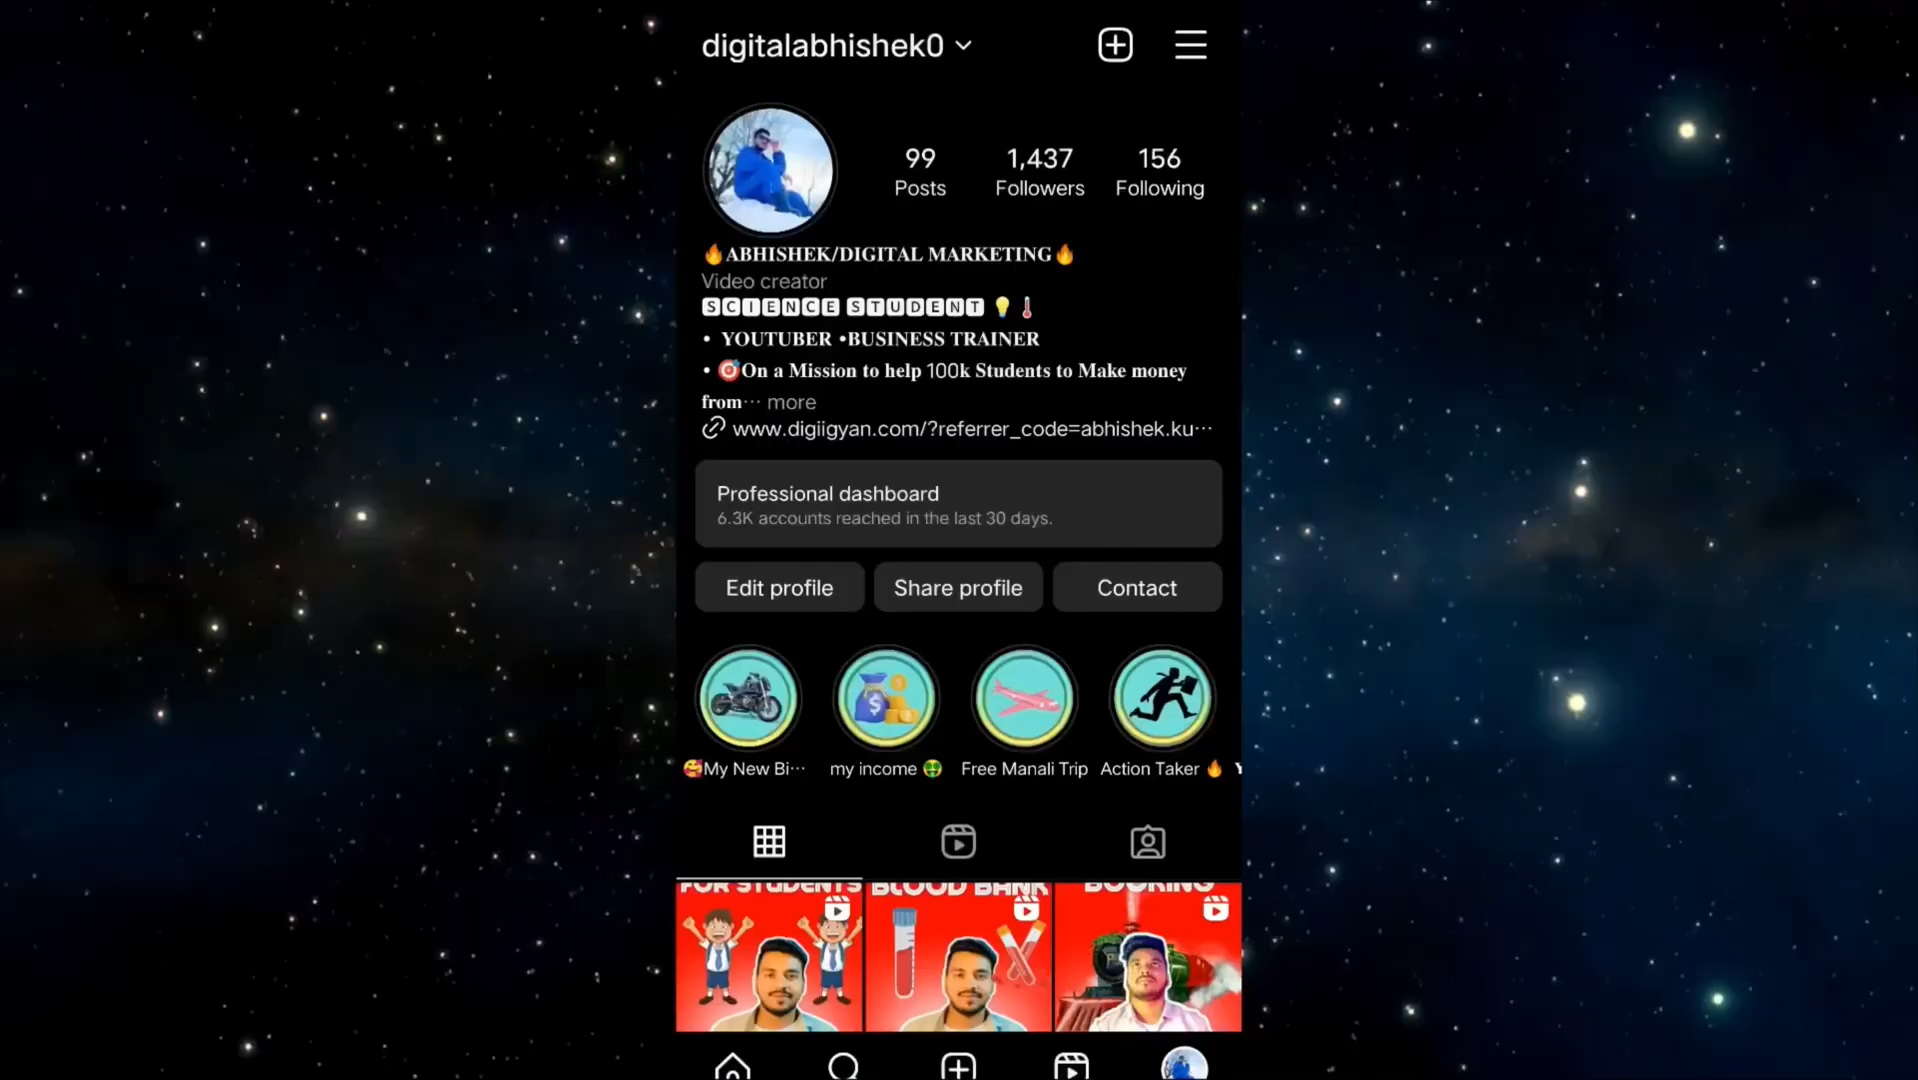 digitalabhishek0
99 1,437 156
Posts Followers Following
🔥ABHISHEK/DIGITAL MARKETING🔥
Video creator
🆂🅲🅸🅴🅽🅲🅴 🆂🆃🆄🅳🅴🅽🆃 💡🌡️
• YOUTUBER •BUSINESS TRAINER
• 🎯On a Mission to help 100k Students to Make money
from… more
www.digiigyan.com/?referrer_code=abhishek.ku…
Professional dashboard
6.3K accounts reached in the last 30 days.
Edit profile Share profile Contact
🥰My New Bi… my income 🤑 Free Manali Trip Action Taker 🔥
FOR STUDENTS BLOOD BANK BOOKING